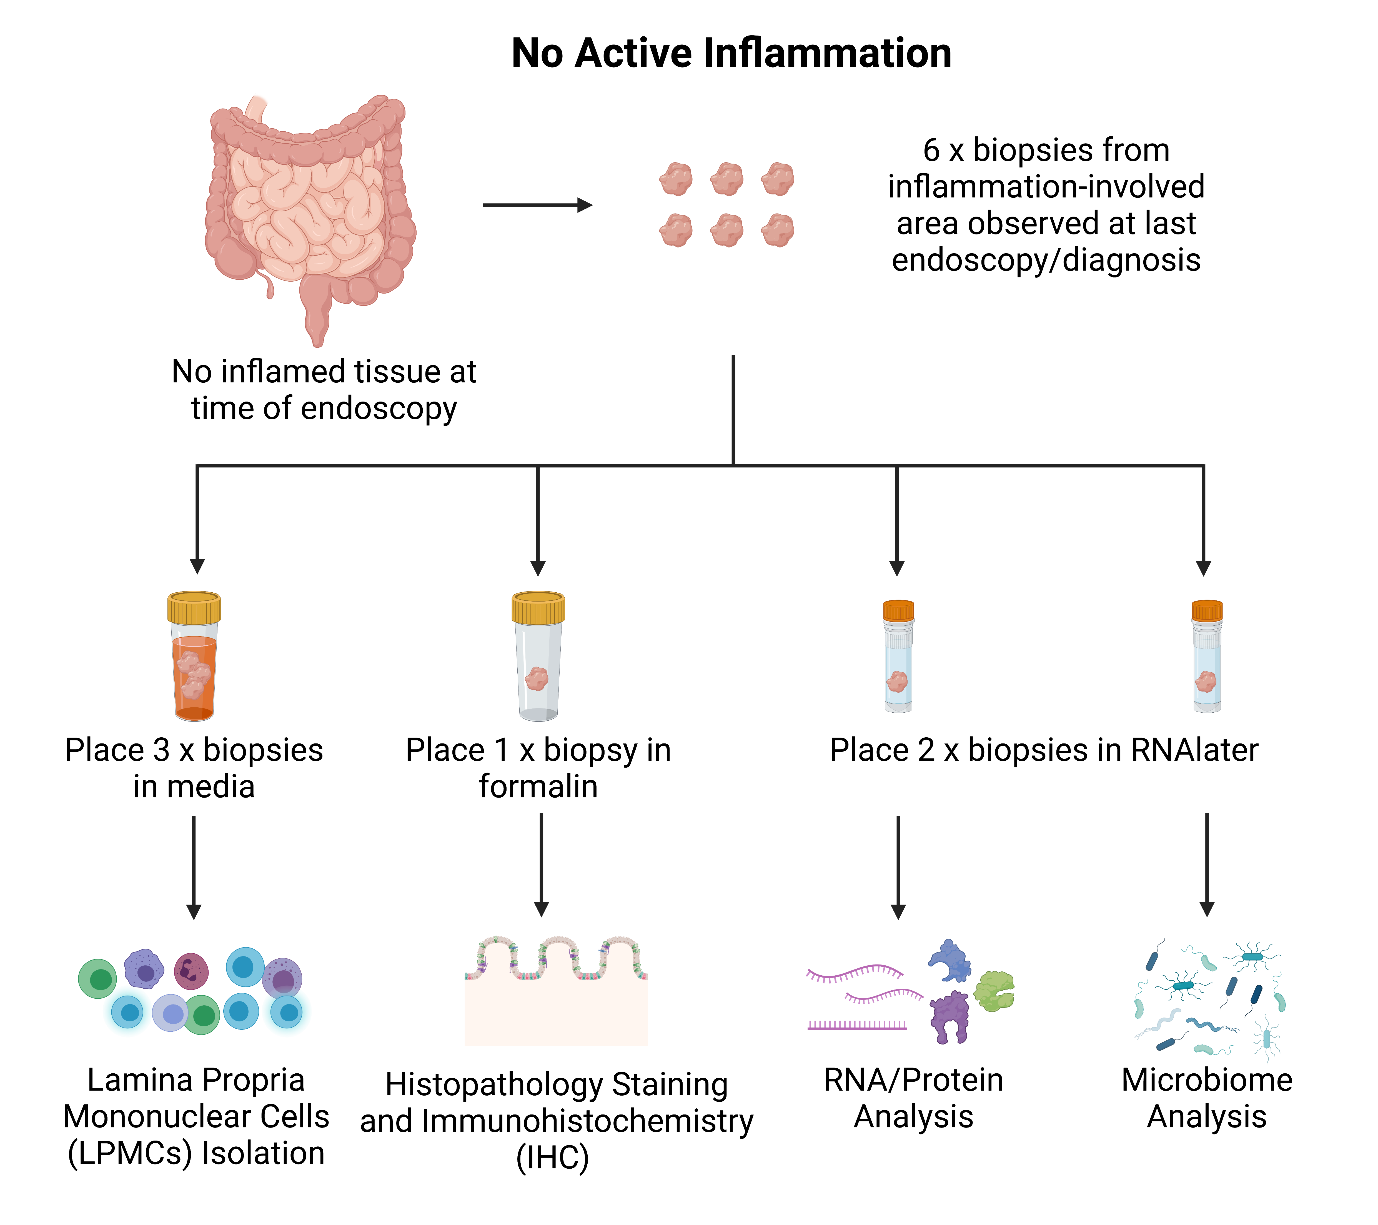 No Active Inflammation
6 x biopsies from
inflammation-involved
area observed at last
endoscopy/diagnosis
No inflamed tissue at
time of endoscopy
Place 3 x biopsies
in media
Place 1 x biopsy in
formalin
Place 2 x biopsies in RNAlater
Lamina Propria
Mononuclear Cells
(LPMCs) Isolation
Histopathology Staining
and Immunohistochemistry
(IHC)
RNA/Protein
Analysis
Microbiome
Analysis